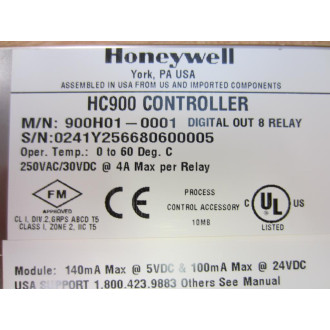 Honeywell
York, PA USA
ASSEMBLED IN USA FROM US AND IMPORTED COMPONENTS
HC900 CONTROLLER
M/N: 900H01-0001 DIGITAL OUT 8 RELAY
S/N:0241Y256680600005
Oper. Temp.: 0 to 60 Deg. C
250VAC/30VDC @ 4A Max per Relay
FM
APPROVED
CL I, DIV 2, GRPS ABCD T5
CLASS I, ZONE 2, IIC T5
PROCESS
CONTROL ACCESSORY
10MB
C UL US
LISTED
Module: 140mA Max @ 5VDC & 100mA Max @ 24VDC
USA SUPPORT 1.800.423.9883 Others See Manual